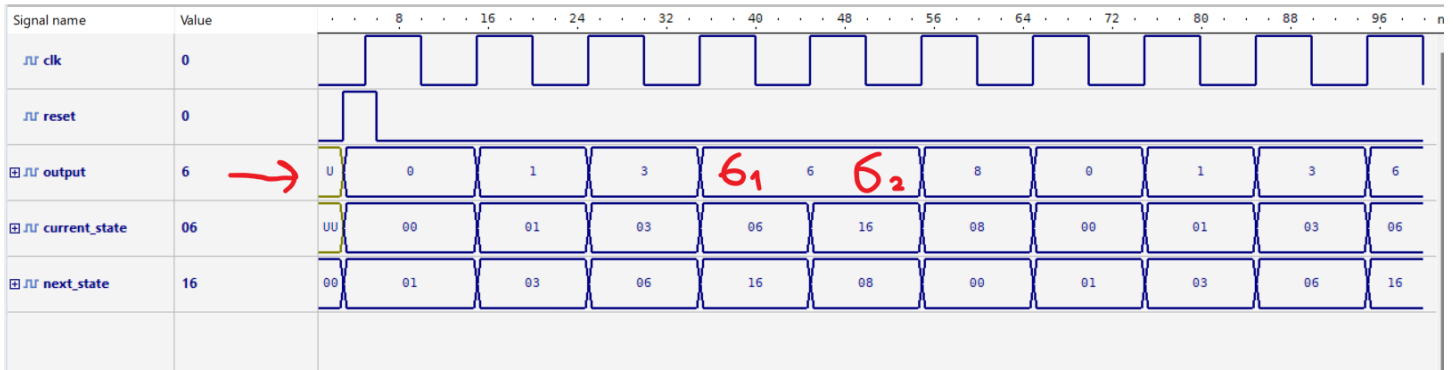 Signal name Value 8 16 24 32 40 48 56 64 72 80 88 96 n
clk 0
reset 0
output 6 U 0 1 3 6₁ 6 6₂ 8 0 1 3 6
current_state 06 UU 00 01 03 06 16 08 00 01 03 06
next_state 16 00 01 03 06 16 08 00 01 03 06 16